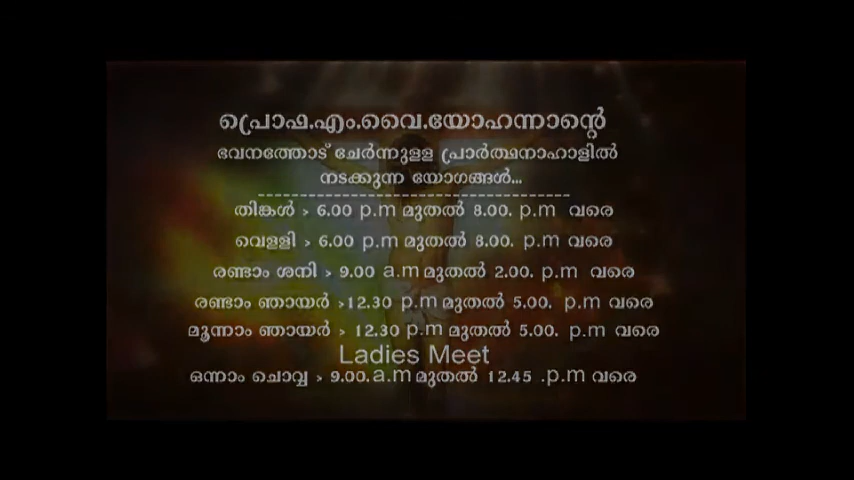 പ്രൊഫ.എം.വൈ.യോഹന്നാന്റെ
ഭവനത്തോട് ചേർന്നുള്ള പ്രാർത്ഥനാഹാളിൽ
നടക്കുന്ന യോഗങ്ങൾ...
--------------------------------------
തിങ്കൾ > 6.00 p.m മുതൽ 8.00. p.m വരെ
വെള്ളി > 6.00 p.m മുതൽ 8.00. p.m വരെ
രണ്ടാം ശനി > 9.00 a.m മുതൽ 2.00. p.m വരെ
രണ്ടാം ഞായർ >12.30 p.m മുതൽ 5.00. p.m വരെ
മൂന്നാം ഞായർ > 12.30 p.m മുതൽ 5.00. p.m വരെ
Ladies Meet
ഒന്നാം ചൊവ്വ > 9.00. a.m മുതൽ 12.45 .p.m വരെ